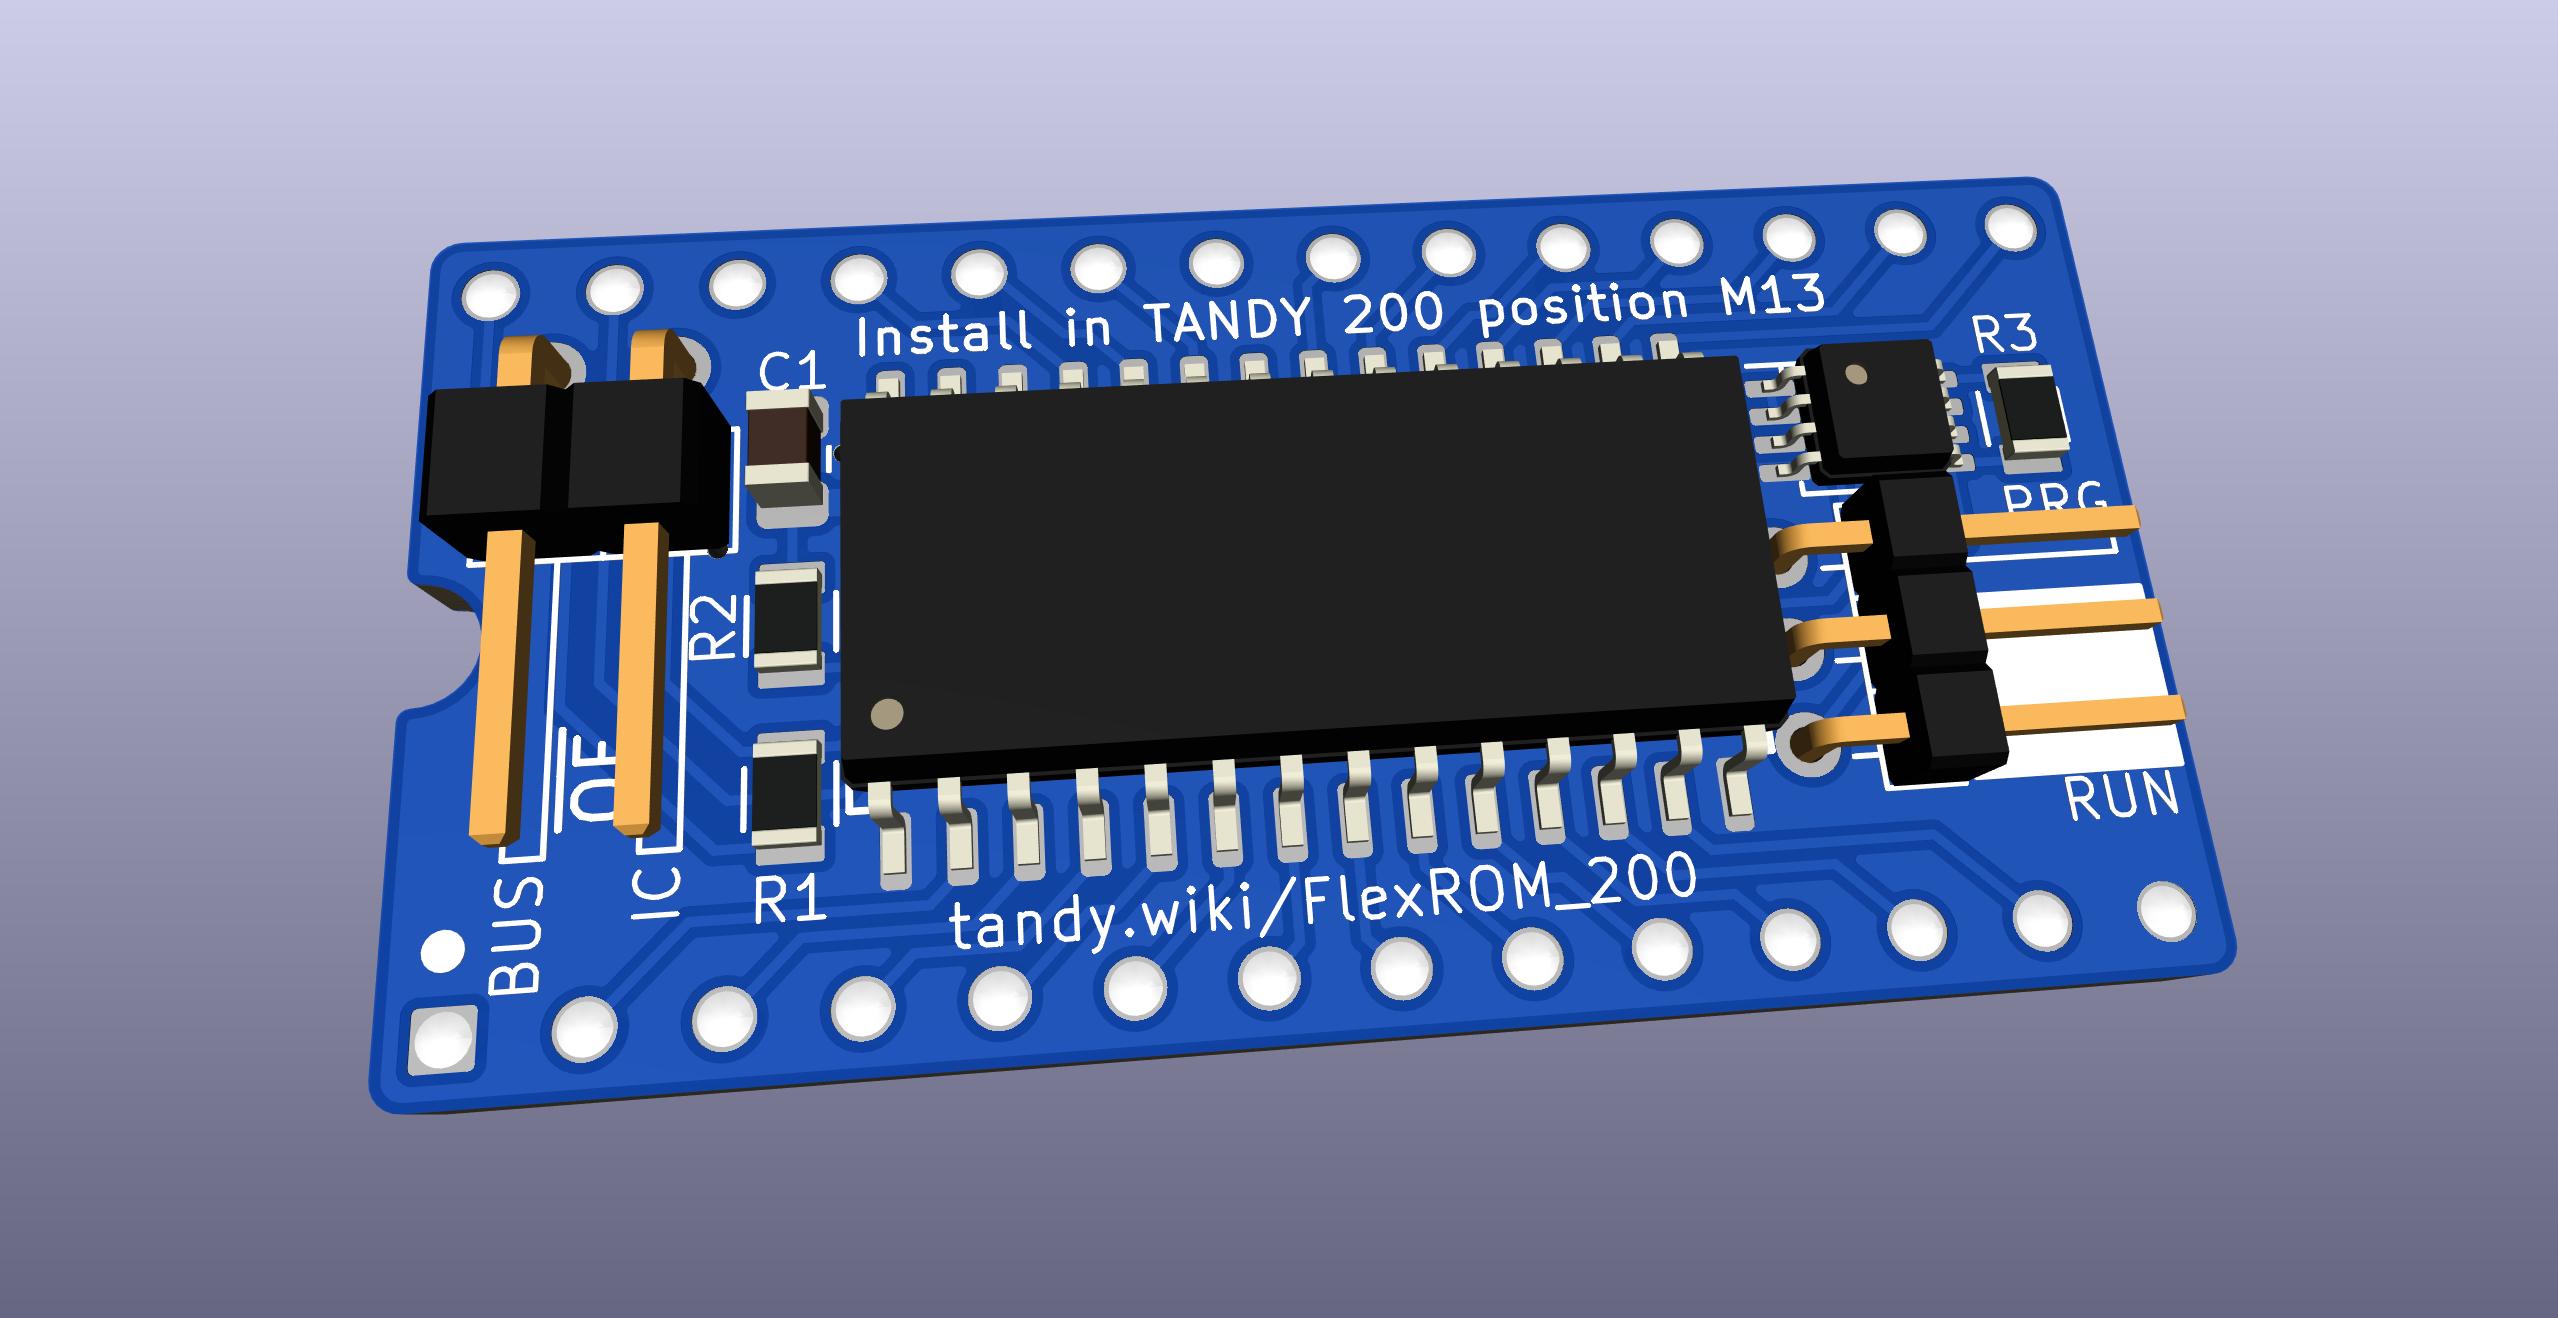 Install in TANDY 200 position M13
C1
R3
PRG
R2
OE
RUN
IC
BUS
R1
tandy.wiki/FlexROM_200